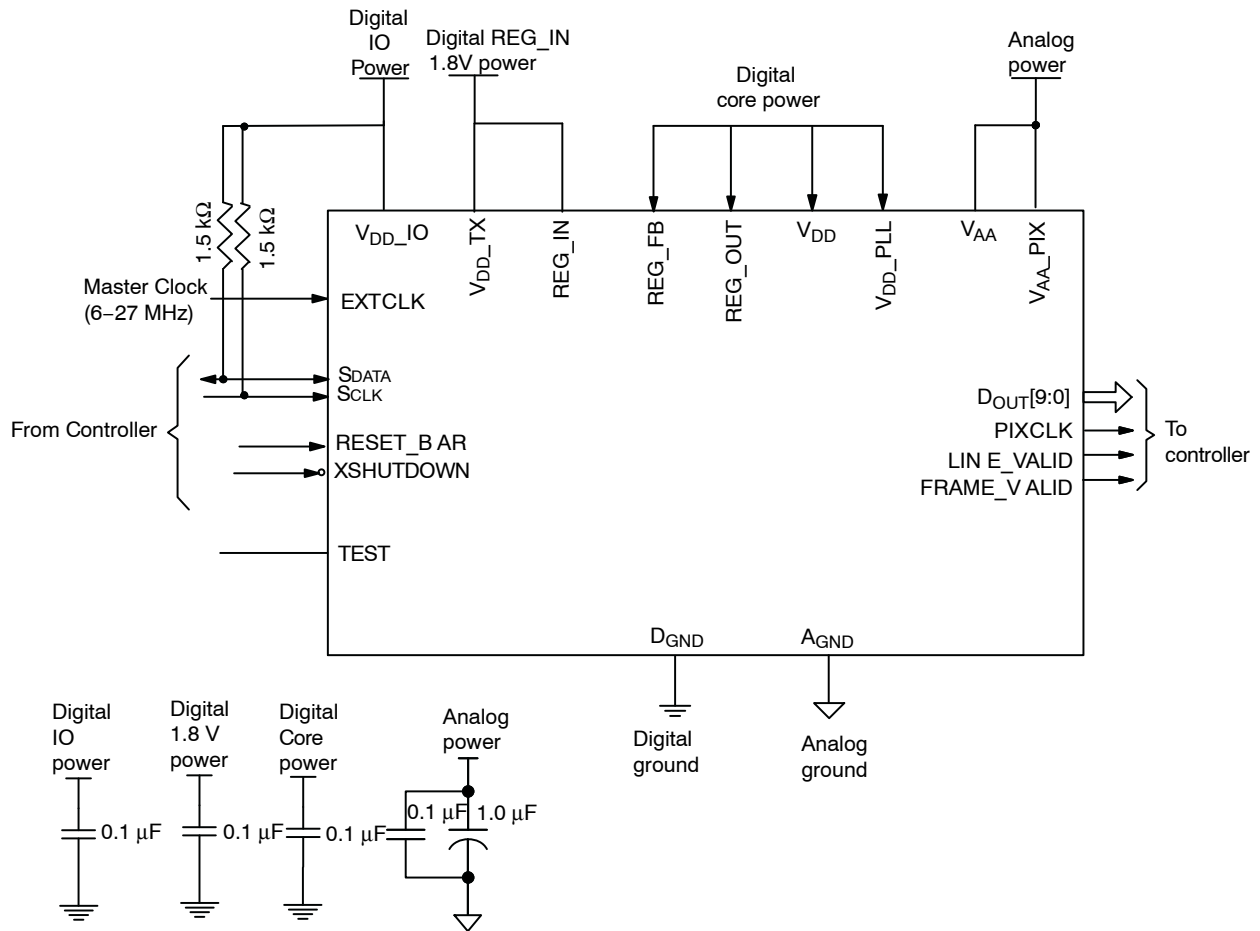 Digital
IO
Power
Digital REG_IN
1.8V power
Digital
core power
Analog
power
1.5 kΩ
1.5 kΩ
VDD_IO
VDD_TX
REG_IN
REG_FB
REG_OUT
VDD
VDD_PLL
VAA
VAA_PIX
Master Clock
(6−27 MHz)
EXTCLK
SDATA
SCLK
From Controller
RESET_B AR
XSHUTDOWN
TEST
DOUT[9:0]
PIXCLK
LIN E_VALID
FRAME_V ALID
To
controller
DGND
AGND
Digital
ground
Analog
ground
Digital
IO
power
Digital
1.8 V
power
Digital
Core
power
Analog
power
0.1 μF
0.1 μF
0.1 μF
0.1 μF
1.0 μF